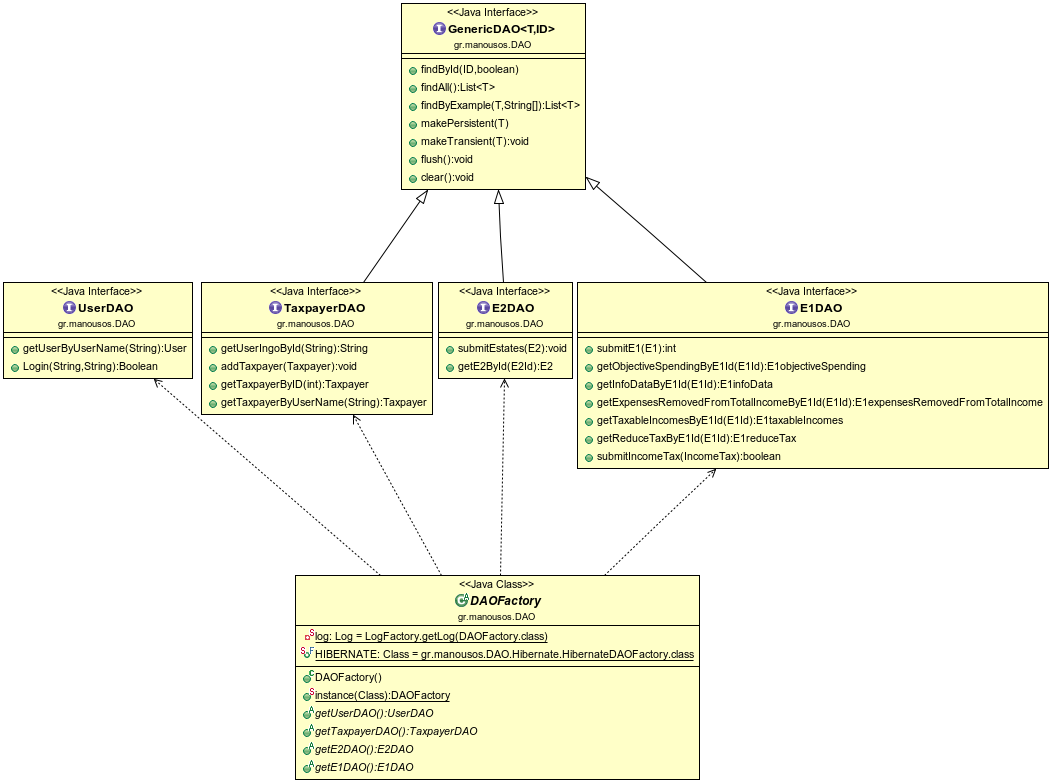 <<Java Interface>>
GenericDAO<T,ID>
gr.manousos.DAO
findById(ID,boolean)
findAll():List<T>
findByExample(T,String[]):List<T>
makePersistent(T)
makeTransient(T):void
flush():void
clear():void
<<Java Interface>>
UserDAO
gr.manousos.DAO
getUserByUserName(String):User
Login(String,String):Boolean
<<Java Interface>>
TaxpayerDAO
gr.manousos.DAO
getUserIngoById(String):String
addTaxpayer(Taxpayer):void
getTaxpayerByID(int):Taxpayer
getTaxpayerByUserName(String):Taxpayer
<<Java Interface>>
E2DAO
gr.manousos.DAO
submitEstates(E2):void
getE2ById(E2Id):E2
<<Java Interface>>
E1DAO
gr.manousos.DAO
submitE1(E1):int
getObjectiveSpendingByE1Id(E1Id):E1objectiveSpending
getInfoDataByE1Id(E1Id):E1infoData
getExpensesRemovedFromTotalIncomeByE1Id(E1Id):E1expensesRemovedFromTotalIncome
getTaxableIncomesByE1Id(E1Id):E1taxableIncomes
getReduceTaxByE1Id(E1Id):E1reduceTax
submitIncomeTax(IncomeTax):boolean
<<Java Class>>
DAOFactory
gr.manousos.DAO
log: Log = LogFactory.getLog(DAOFactory.class)
HIBERNATE: Class = gr.manousos.DAO.Hibernate.HibernateDAOFactory.class
DAOFactory()
instance(Class):DAOFactory
getUserDAO():UserDAO
getTaxpayerDAO():TaxpayerDAO
getE2DAO():E2DAO
getE1DAO():E1DAO